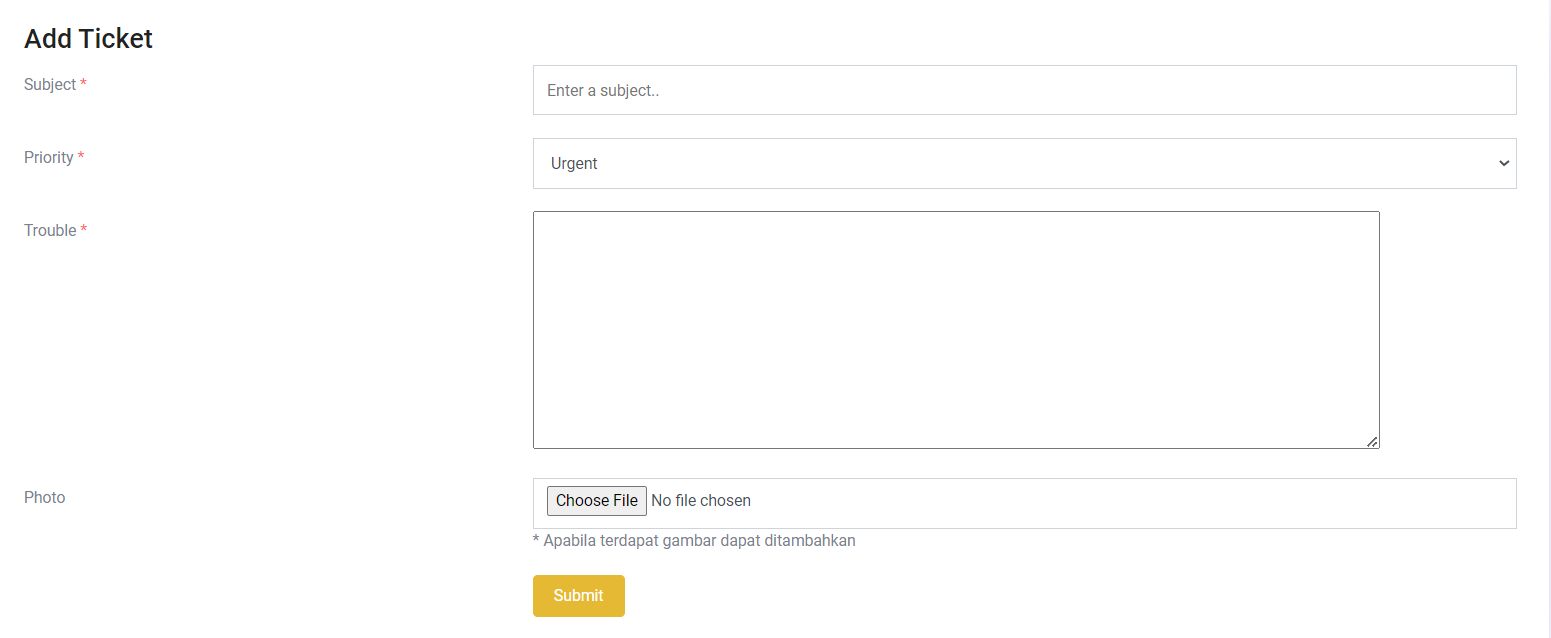 Add Ticket
Subject *
Enter a subject..
Priority *
Urgent
Trouble *
Photo
Choose File No file chosen
* Apabila terdapat gambar dapat ditambahkan
Submit